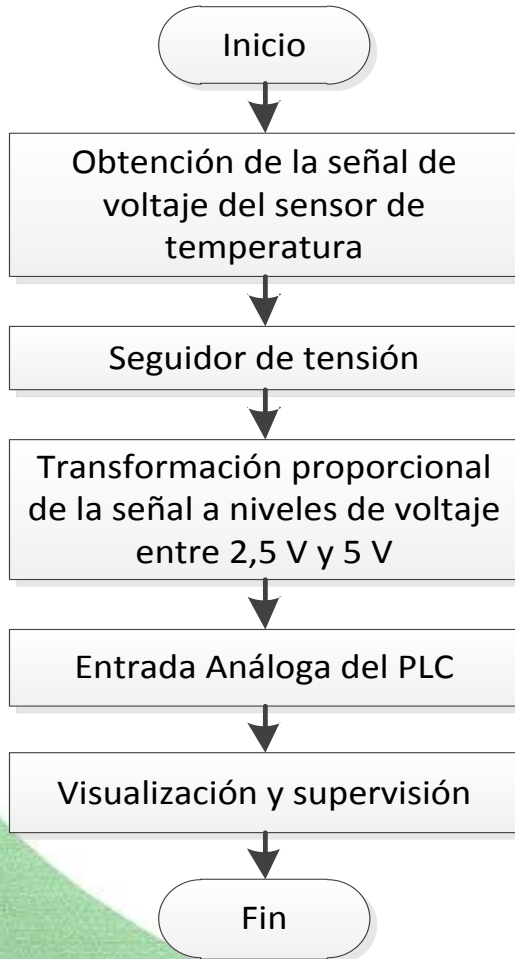 Inicio
Obtención de la señal de
voltaje del sensor de
temperatura
Seguidor de tensión
Transformación proporcional
de la señal a niveles de voltaje
entre 2,5 V y 5 V
Entrada Análoga del PLC
Visualización y supervisión
Fin